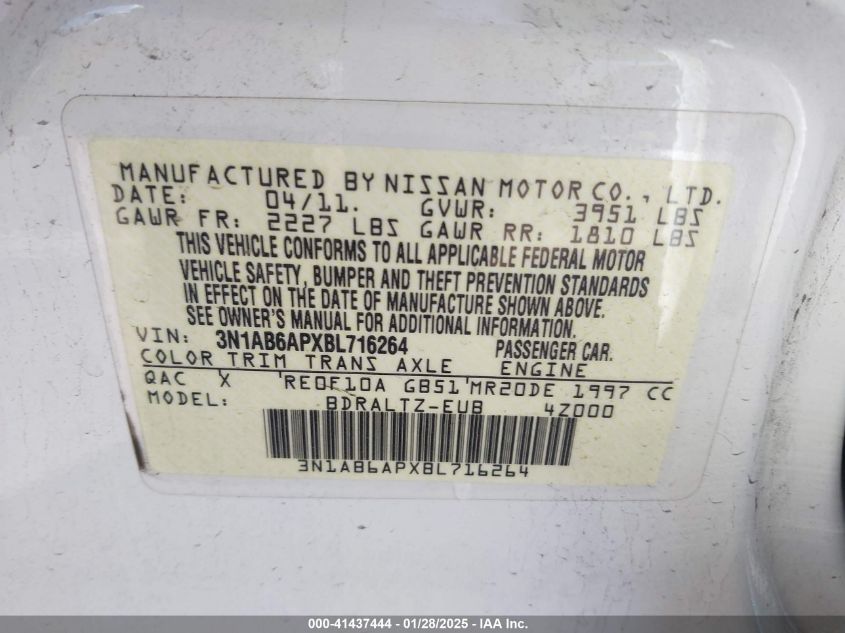 MANUFACTURED BY NISSAN MOTOR CO., LTD.
DATE: 04/11. GVWR: 3951 LBS
GAWR FR: 2227 LBS GAWR RR: 1810 LBS
THIS VEHICLE CONFORMS TO ALL APPLICABLE FEDERAL MOTOR
VEHICLE SAFETY, BUMPER AND THEFT PREVENTION STANDARDS
IN EFFECT ON THE DATE OF MANUFACTURE SHOWN ABOVE.
SEE OWNER'S MANUAL FOR ADDITIONAL INFORMATION.
VIN: 3N1AB6APXBL716264 PASSENGER CAR.
COLOR TRIM TRANS AXLE ENGINE
QAC X 'RE0F10A GB51'MR20DE 1997 CC
MODEL: BDRALTZ-EUB 4Z000
3N1AB6APXBL716264
000-41437444 - 01/28/2025 - IAA Inc.